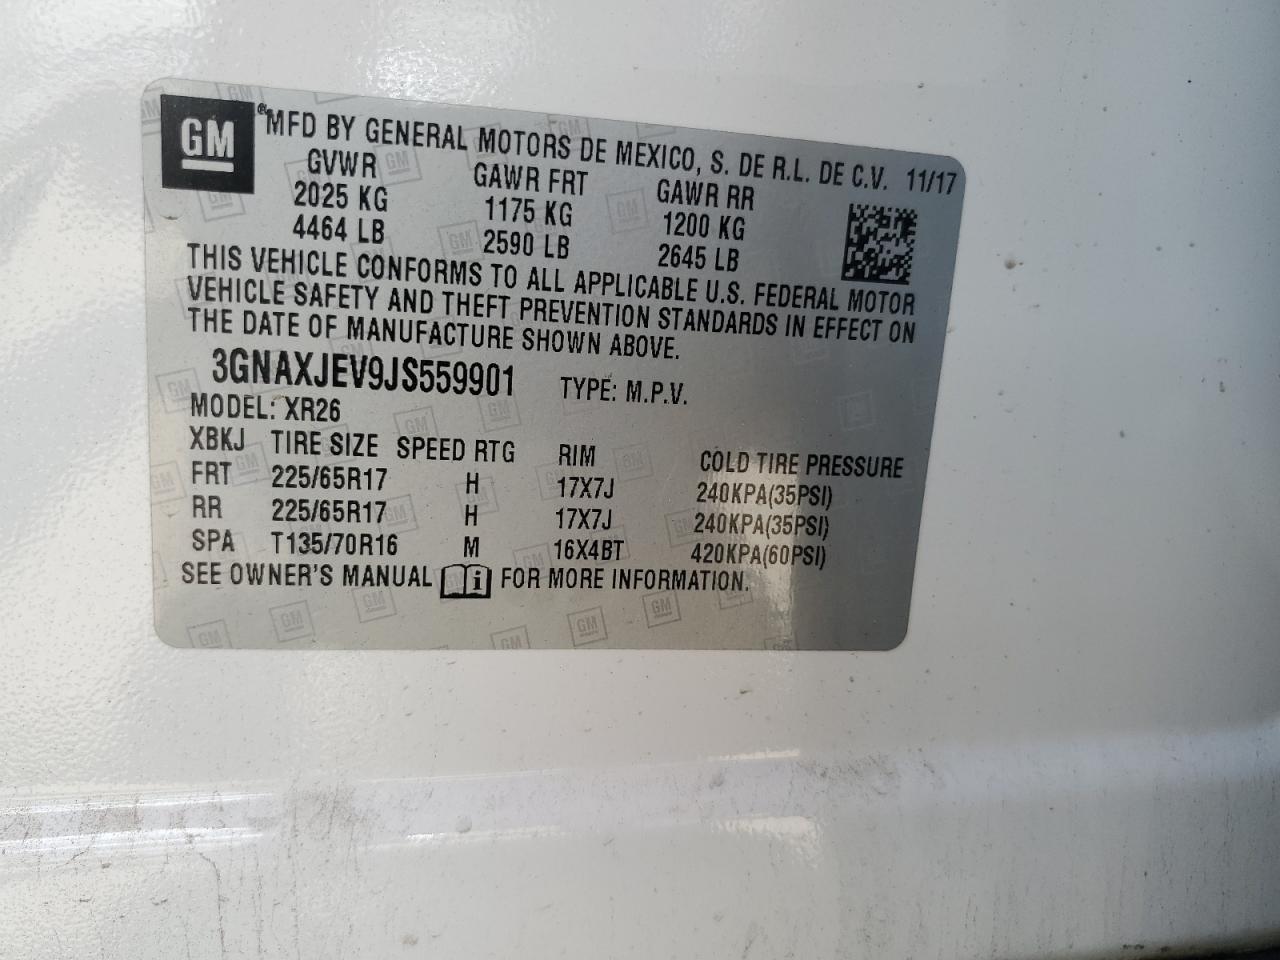 GM ® MFD BY GENERAL MOTORS DE MEXICO, S. DE R.L. DE C.V. 11/17
GVWR GAWR FRT GAWR RR
2025 KG 1175 KG 1200 KG
4464 LB 2590 LB 2645 LB
THIS VEHICLE CONFORMS TO ALL APPLICABLE U.S. FEDERAL MOTOR
VEHICLE SAFETY AND THEFT PREVENTION STANDARDS IN EFFECT ON
THE DATE OF MANUFACTURE SHOWN ABOVE.
3GNAXJEV9JS559901 TYPE: M.P.V.
MODEL: XR26
XBKJ TIRE SIZE SPEED RTG RIM COLD TIRE PRESSURE
FRT 225/65R17 H 17X7J 240KPA(35PSI)
RR 225/65R17 H 17X7J 240KPA(35PSI)
SPA T135/70R16 M 16X4BT 420KPA(60PSI)
SEE OWNER'S MANUAL i FOR MORE INFORMATION.